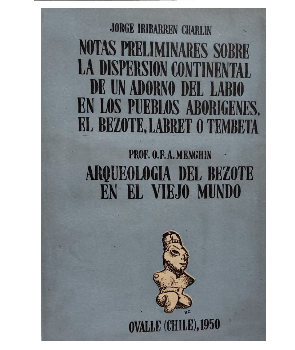 JORGE IRIBARREN CHARLIN
NOTAS PRELIMINARES SOBRE
LA DISPERSION CONTINENTAL
DE UN ADORNO DEL LABIO
EN LOS PUEBLOS ABORIGENES,
EL BEZOTE, LABRET O TEMBETA
PROF. O.F.A. MENGHIN
ARQUEOLOGIA DEL BEZOTE
EN EL VIEJO MUNDO
OVALLE (CHILE), 1950